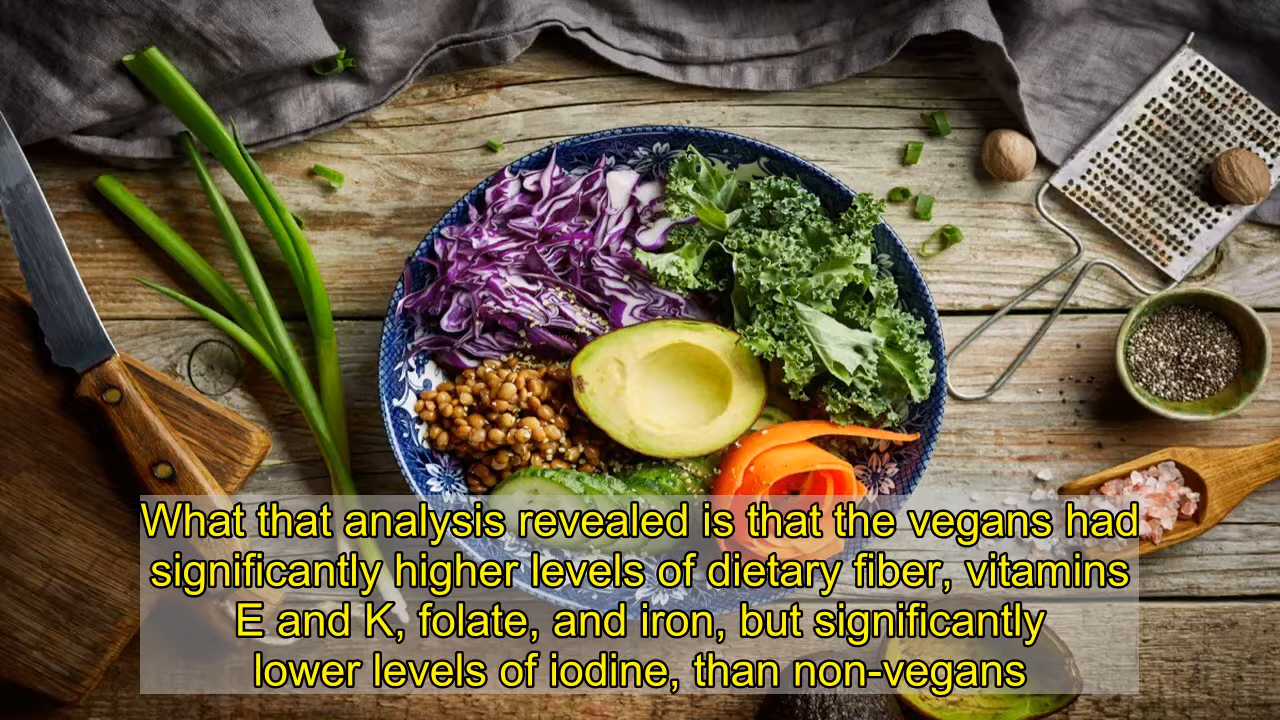 What that analysis revealed is that the vegans had
significantly higher levels of dietary fiber, vitamins
E and K, folate, and iron, but significantly
lower levels of iodine, than non-vegans